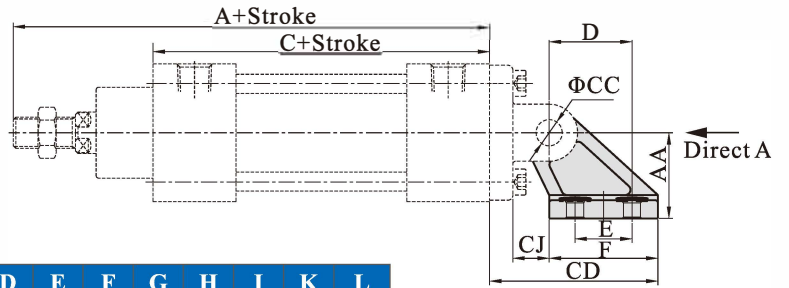 A+Stroke
C+Stroke
D
ΦCC
Direct A
AA
E
CJ
F
CD
D E F G H I K L